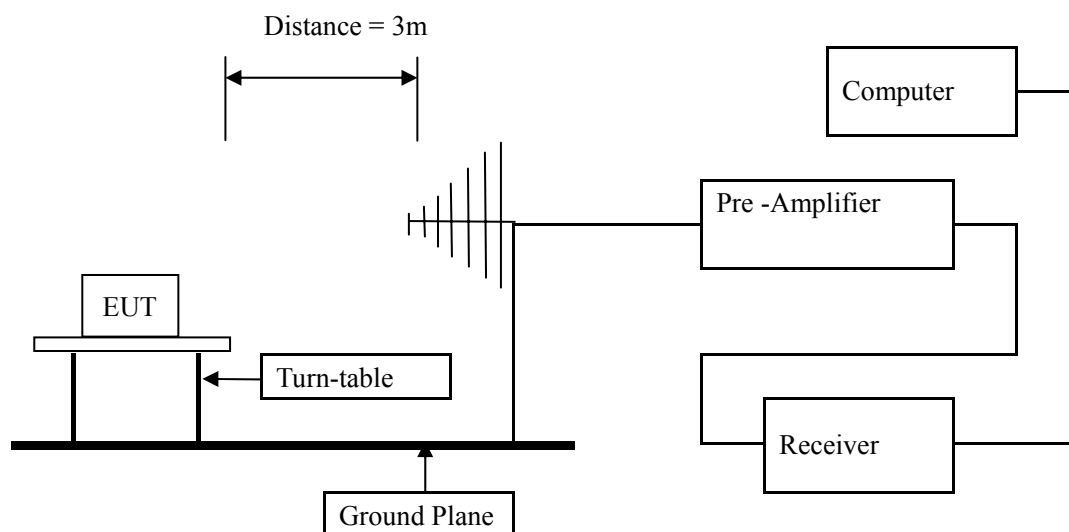 Distance = 3m
Computer
Pre -Amplifier
EUT
Turn-table
Receiver
Ground Plane